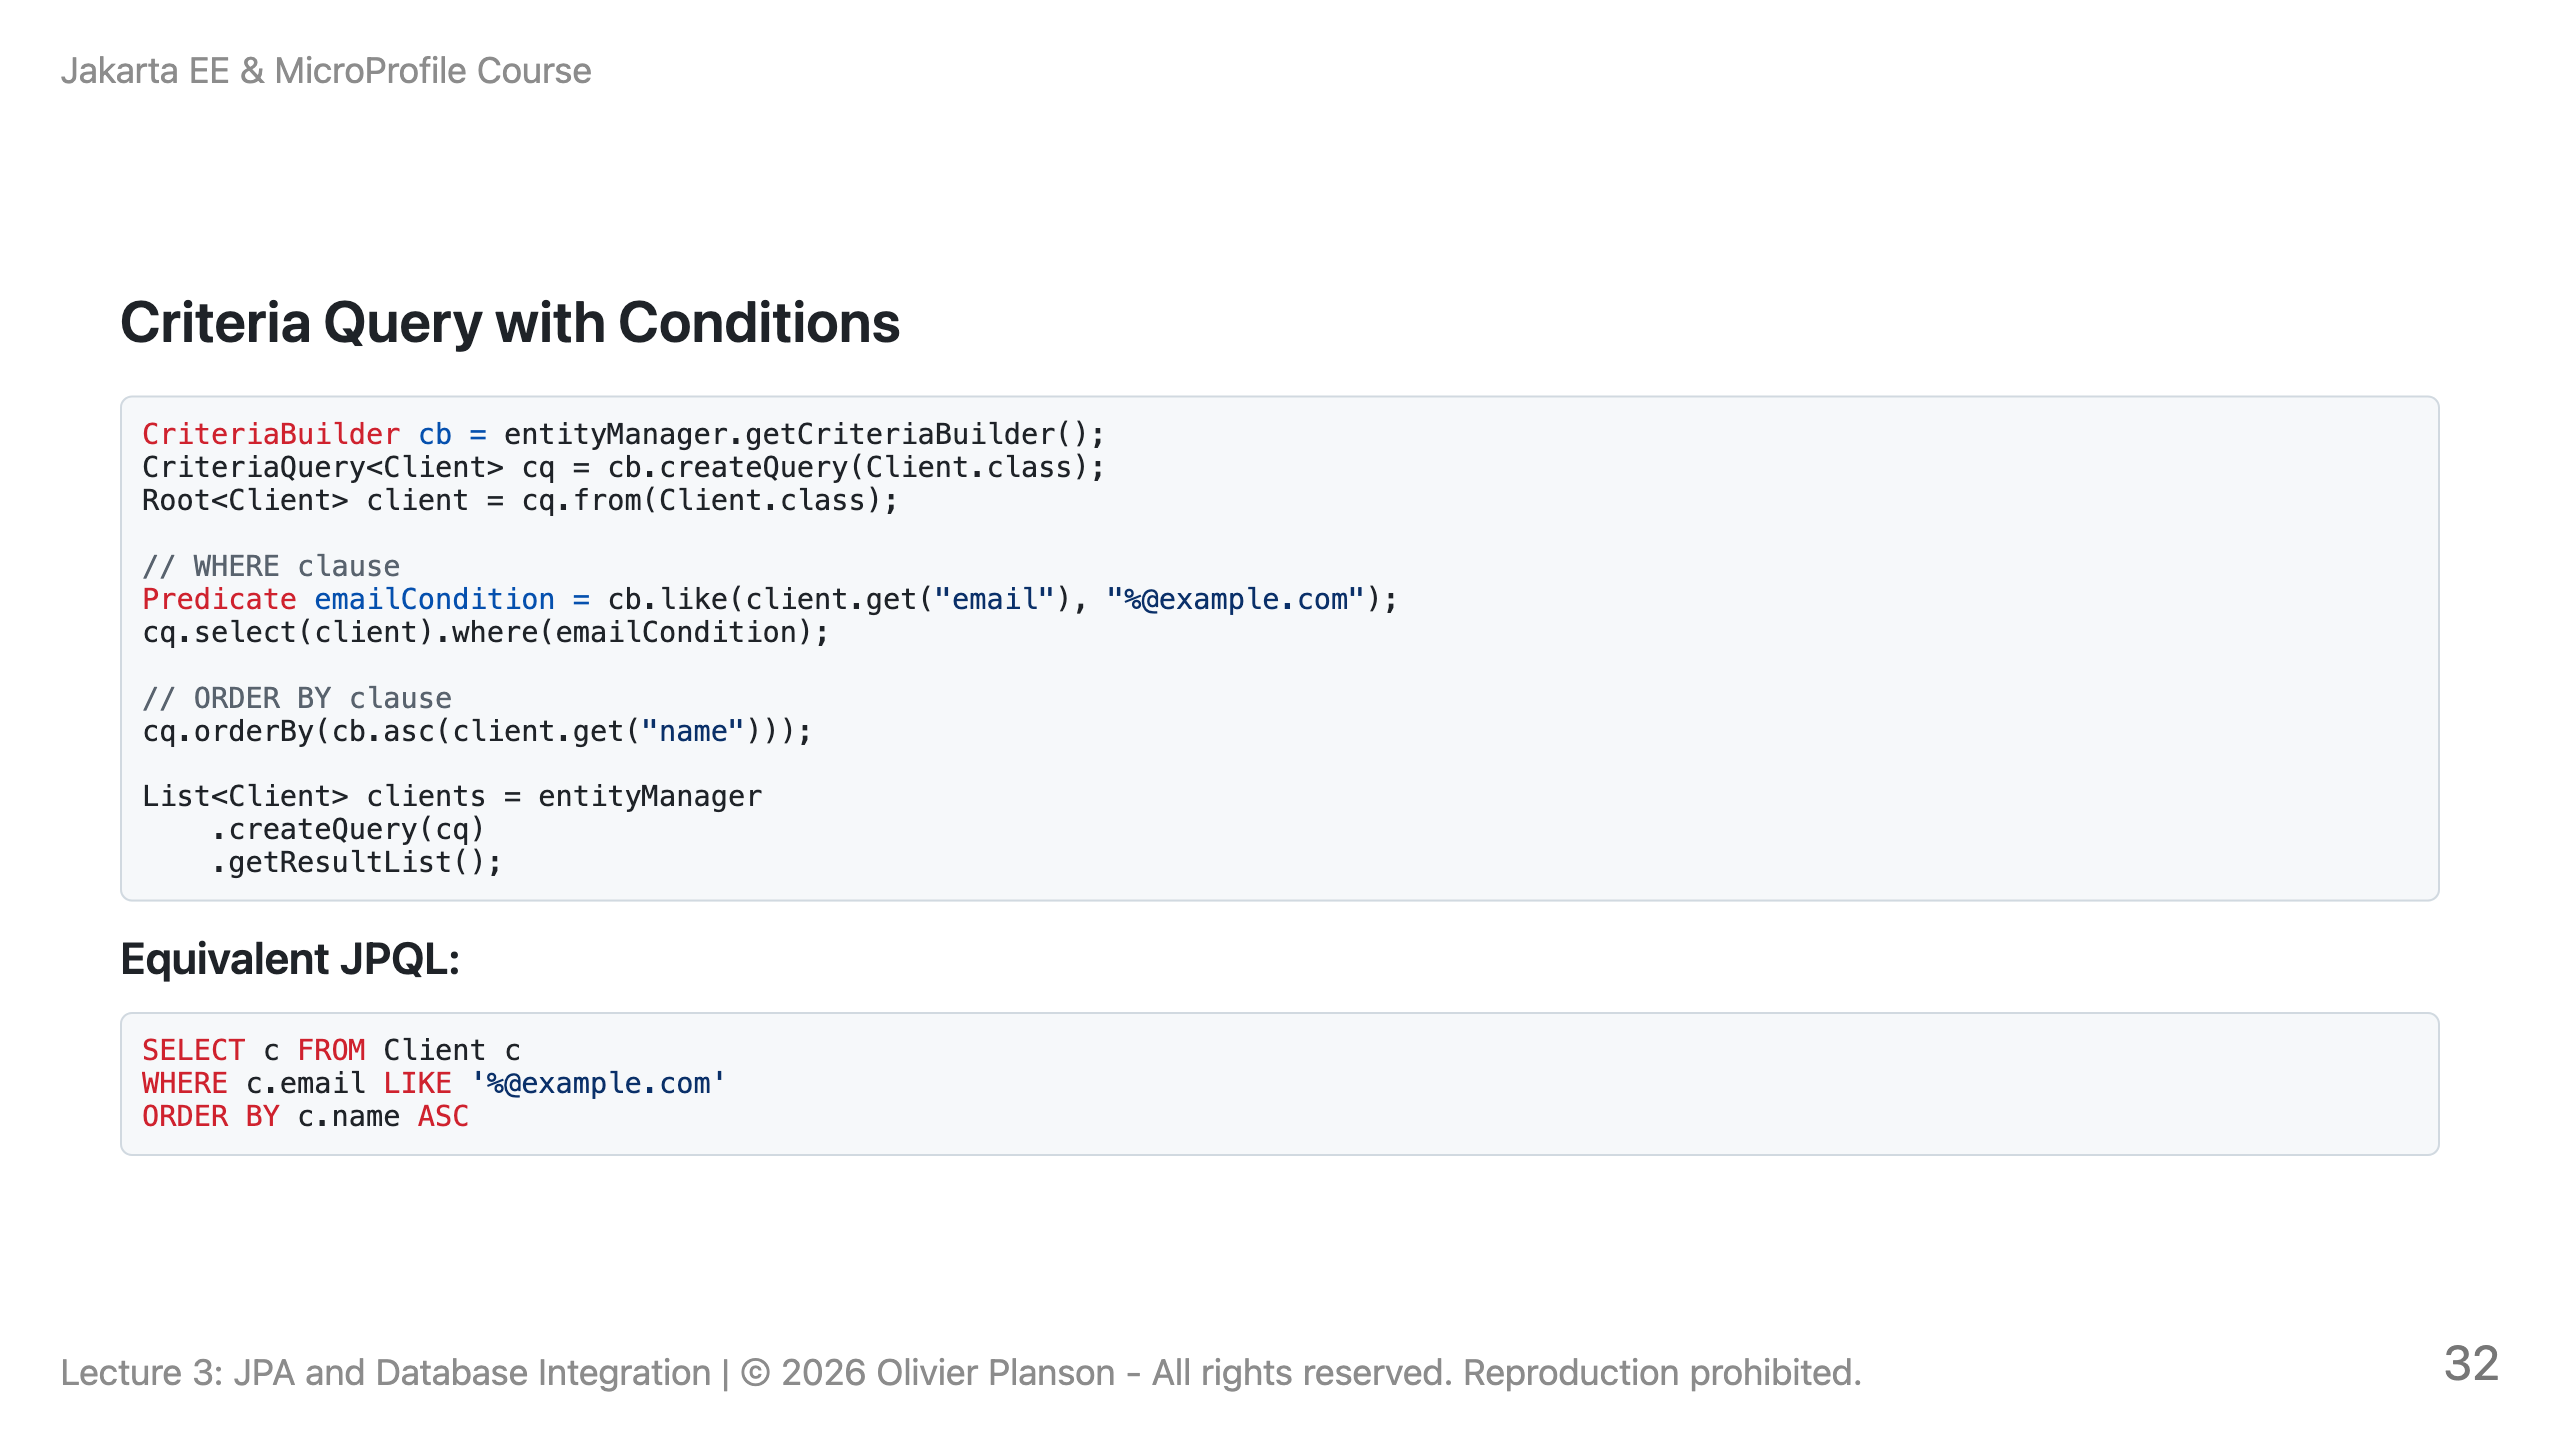 Jakarta EE & MicroProfile Course
Criteria Query with Conditions
CriteriaBuilder cb = entityManager.getCriteriaBuilder();
CriteriaQuery<Client> cq = cb.createQuery(Client.class);
Root<Client> client = cq.from(Client.class);
// WHERE clause
Predicate emailCondition = cb.like(client.get("email"), "%@example.com");
cq.select(client).where(emailCondition);
// ORDER BY clause
cq.orderBy(cb.asc(client.get("name")));
List<Client> clients = entityManager
    .createQuery(cq)
    .getResultList();
Equivalent JPQL:
SELECT c FROM Client c
WHERE c.email LIKE '%@example.com'
ORDER BY c.name ASC
Lecture 3: JPA and Database Integration | © 2026 Olivier Planson - All rights reserved. Reproduction prohibited.
32